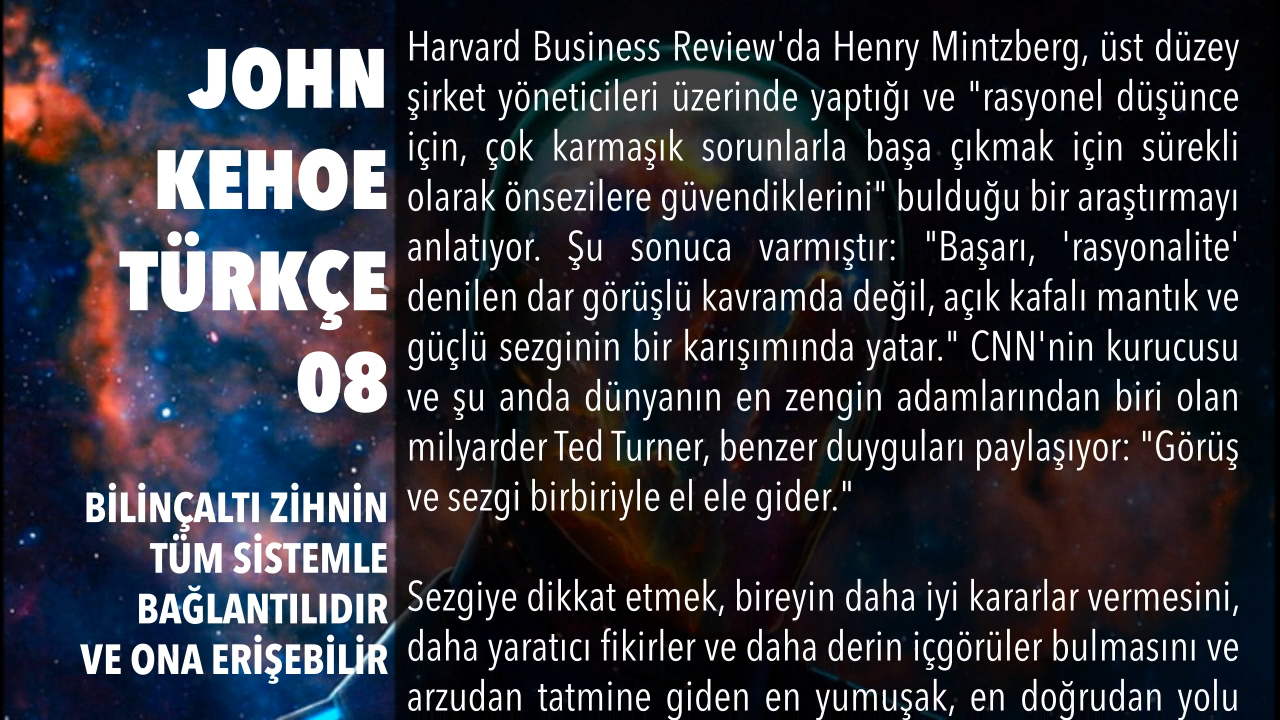 JOHN
KEHOE
TÜRKÇE
08
BİLİNÇALTI ZİHNİN
TÜM SİSTEMLE
BAĞLANTILIDIR
VE ONA ERİŞEBİLİR
Harvard Business Review'da Henry Mintzberg, üst düzey
şirket yöneticileri üzerinde yaptığı ve "rasyonel düşünce
için, çok karmaşık sorunlarla başa çıkmak için sürekli
olarak önsezilere güvendiklerini" bulduğu bir araştırmayı
anlatıyor. Şu sonuca varmıştır: "Başarı, 'rasyonalite'
denilen dar görüşlü kavramda değil, açık kafalı mantık ve
güçlü sezginin bir karışımında yatar." CNN'nin kurucusu
ve şu anda dünyanın en zengin adamlarından biri olan
milyarder Ted Turner, benzer duyguları paylaşıyor: "Görüş
ve sezgi birbiriyle el ele gider."
Sezgiye dikkat etmek, bireyin daha iyi kararlar vermesini,
daha yaratıcı fikirler ve daha derin içgörüler bulmasını ve
arzudan tatmine giden en yumuşak, en doğrudan yolu